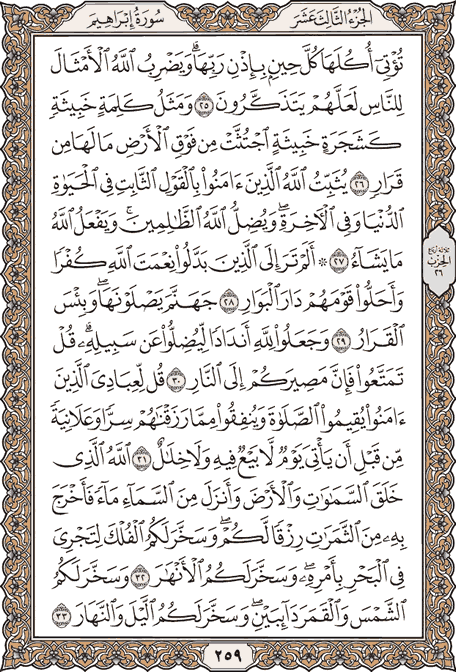 الجزء الثالث عشر
سورة إبراهيم
تُؤْتِىٓ أُكُلَهَا كُلَّ حِينٍۭ بِإِذْنِ رَبِّهَاۗ وَيَضْرِبُ ٱللَّهُ ٱلْأَمْثَالَ
لِلنَّاسِ لَعَلَّهُمْ يَتَذَكَّرُونَ ٢٥ وَمَثَلُ كَلِمَةٍ خَبِيثَةٍ
كَشَجَرَةٍ خَبِيثَةٍ ٱجْتُثَّتْ مِن فَوْقِ ٱلْأَرْضِ مَا لَهَا مِن
قَرَارٍ ٢٦ يُثَبِّتُ ٱللَّهُ ٱلَّذِينَ ءَامَنُوا۟ بِٱلْقَوْلِ ٱلثَّابِتِ فِى ٱلْحَيَوٰةِ
ٱلدُّنْيَا وَفِى ٱلْءَاخِرَةِۖ وَيُضِلُّ ٱللَّهُ ٱلظَّـٰلِمِينَۚ وَيَفْعَلُ ٱللَّهُ
مَا يَشَآءُ ٢٧ ۞ أَلَمْ تَرَ إِلَى ٱلَّذِينَ بَدَّلُوا۟ نِعْمَتَ ٱللَّهِ كُفْرًا
وَأَحَلُّوا۟ قَوْمَهُمْ دَارَ ٱلْبَوَارِ ٢٨ جَهَنَّمَ يَصْلَوْنَهَاۖ وَبِئْسَ
ٱلْقَرَارُ ٢٩ وَجَعَلُوا۟ لِلَّهِ أَندَادًا لِّيُضِلُّوا۟ عَن سَبِيلِهِۦۗ قُلْ
تَمَتَّعُوا۟ فَإِنَّ مَصِيرَكُمْ إِلَى ٱلنَّارِ ٣٠ قُل لِّعِبَادِىَ ٱلَّذِينَ
ءَامَنُوا۟ يُقِيمُوا۟ ٱلصَّلَوٰةَ وَيُنفِقُوا۟ مِمَّا رَزَقْنَـٰهُمْ سِرًّا وَعَلَانِيَةً
مِّن قَبْلِ أَن يَأْتِىَ يَوْمٌ لَّا بَيْعٌ فِيهِ وَلَا خِلَـٰلٌ ٣١ ٱللَّهُ ٱلَّذِى
خَلَقَ ٱلسَّمَـٰوَٰتِ وَٱلْأَرْضَ وَأَنزَلَ مِنَ ٱلسَّمَآءِ مَآءً فَأَخْرَجَ
بِهِۦ مِنَ ٱلثَّمَرَٰتِ رِزْقًا لَّكُمْۖ وَسَخَّرَ لَكُمُ ٱلْفُلْكَ لِتَجْرِىَ
فِى ٱلْبَحْرِ بِأَمْرِهِۦۖ وَسَخَّرَ لَكُمُ ٱلْأَنْهَـٰرَ ٣٢ وَسَخَّرَ لَكُمُ
ٱلشَّمْسَ وَٱلْقَمَرَ دَآئِبَيْنِۖ وَسَخَّرَ لَكُمُ ٱلَّيْلَ وَٱلنَّهَارَ ٣٣
الحزب
٢٦
٢٥٩